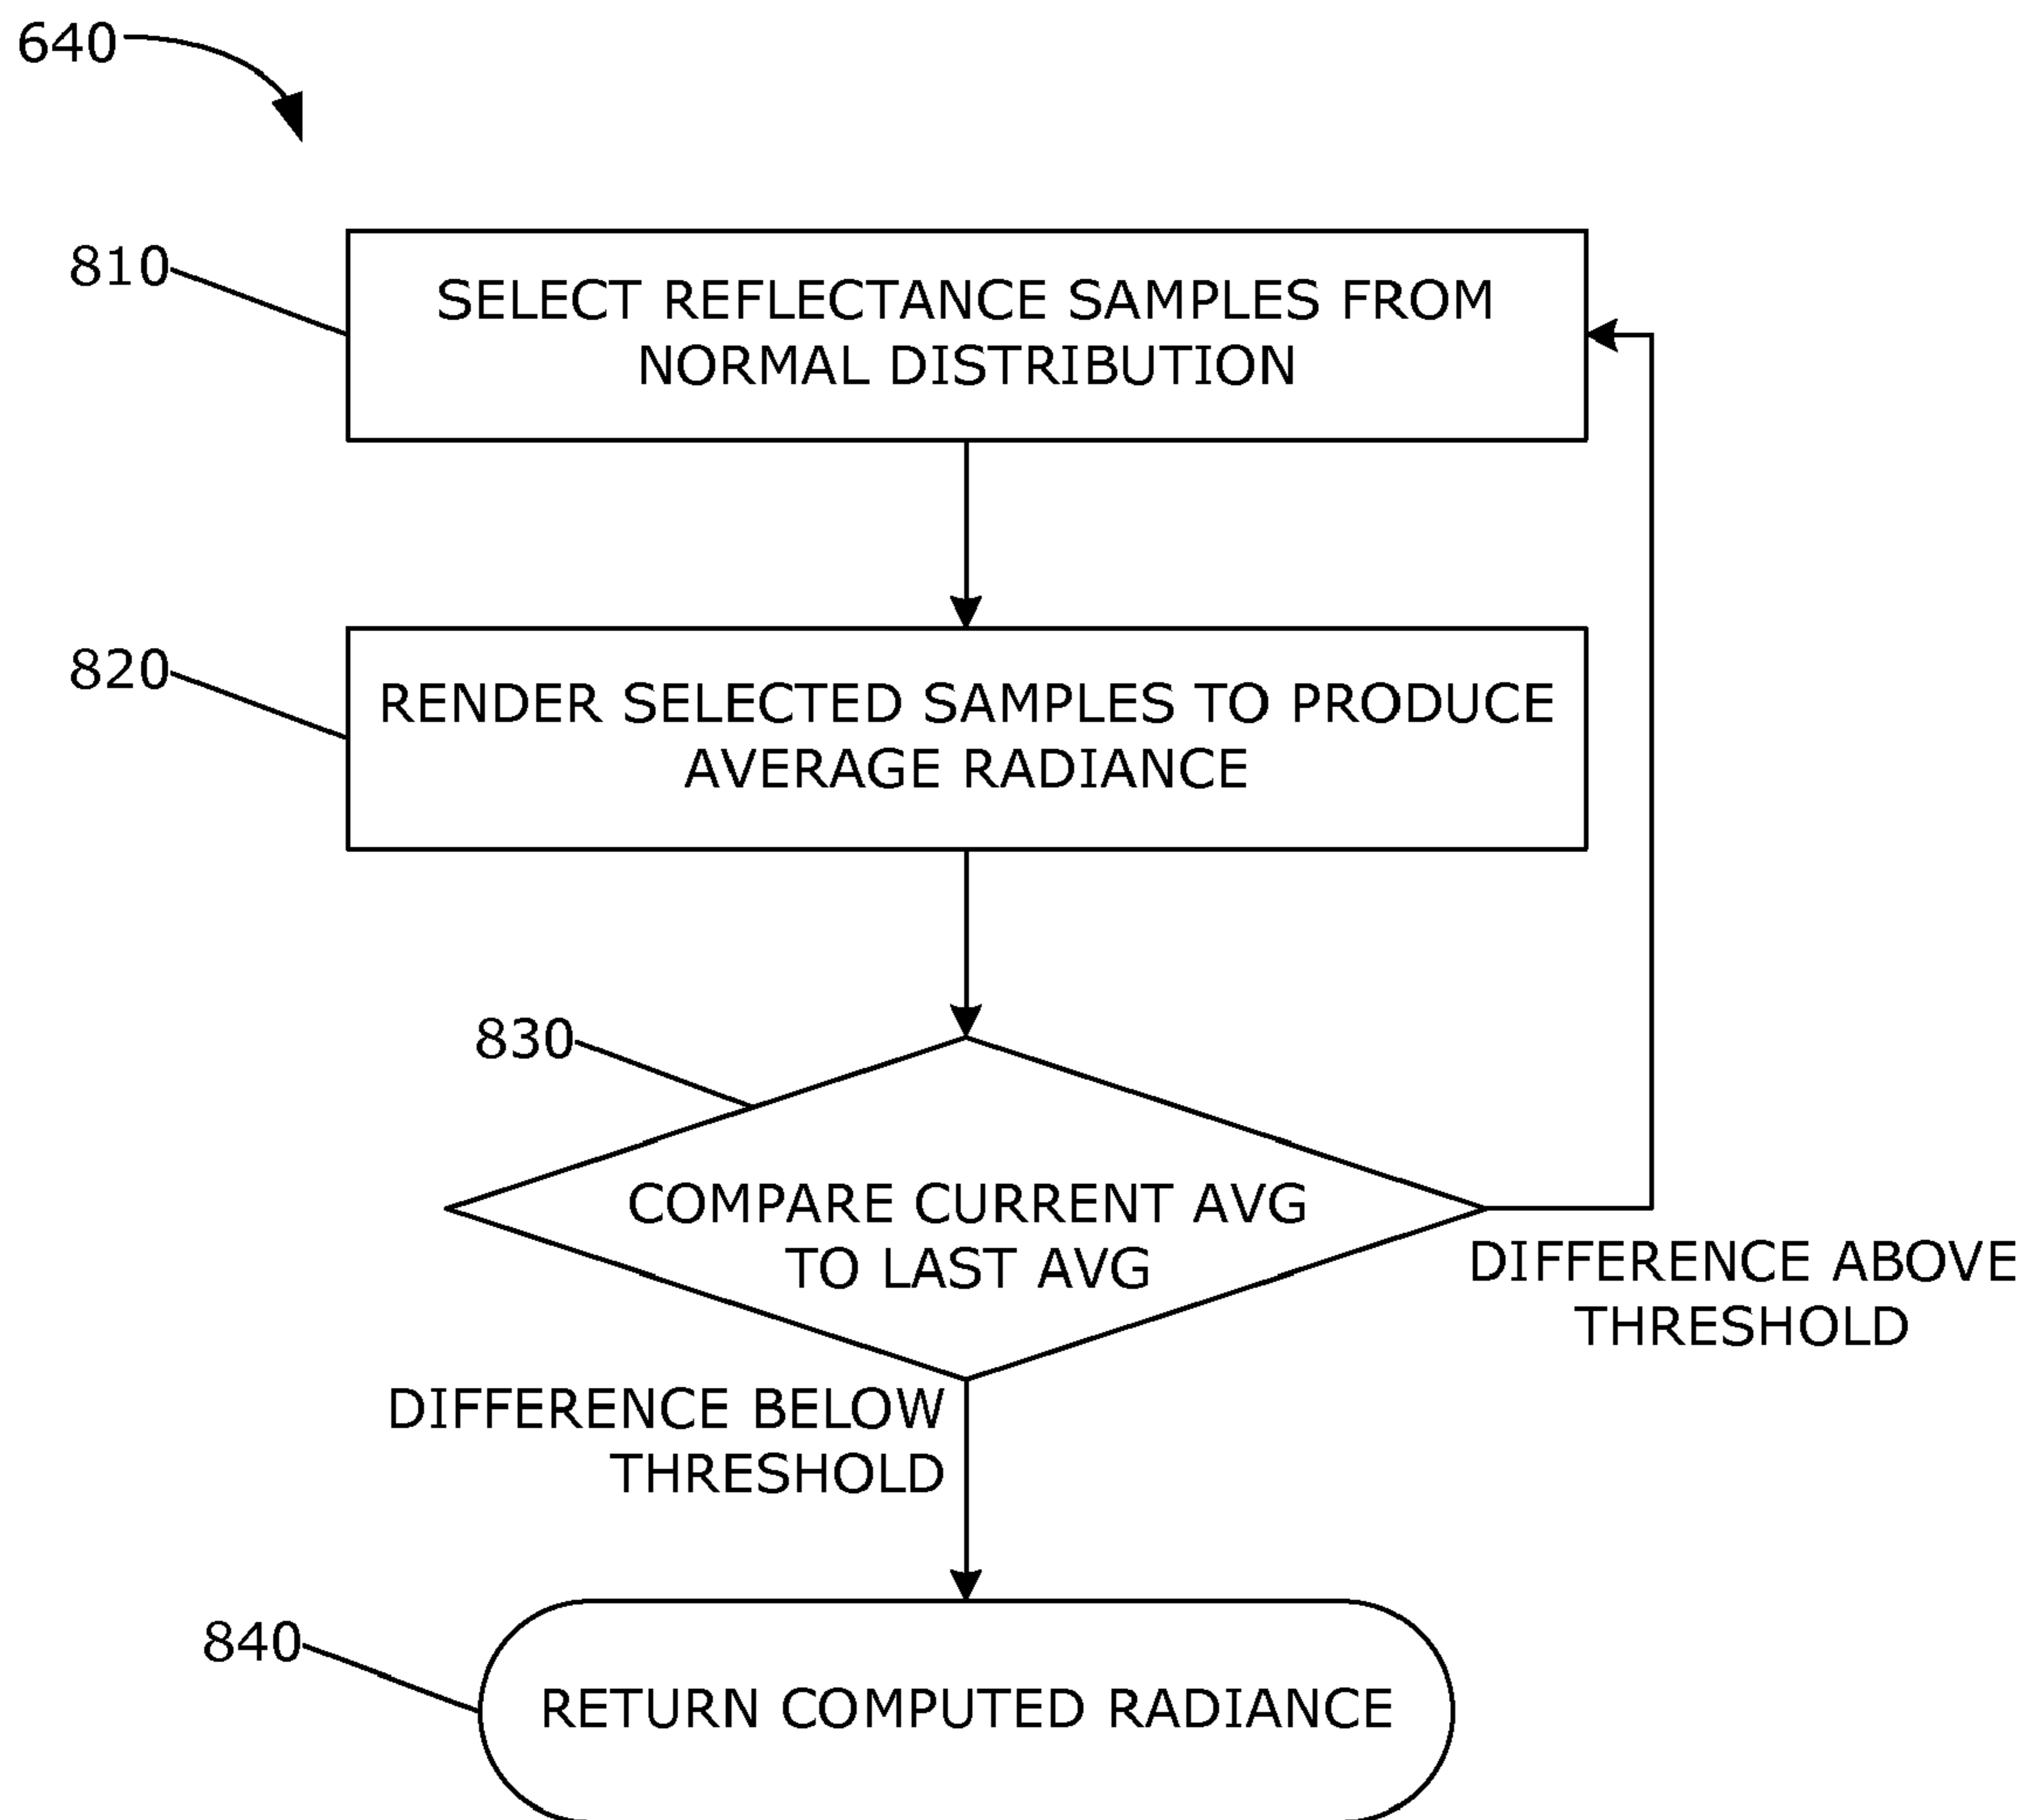 640
810
SELECT REFLECTANCE SAMPLES FROM
NORMAL DISTRIBUTION
820
RENDER SELECTED SAMPLES TO PRODUCE
AVERAGE RADIANCE
830
COMPARE CURRENT AVG
TO LAST AVG
DIFFERENCE ABOVE
THRESHOLD
DIFFERENCE BELOW
THRESHOLD
840
RETURN COMPUTED RADIANCE